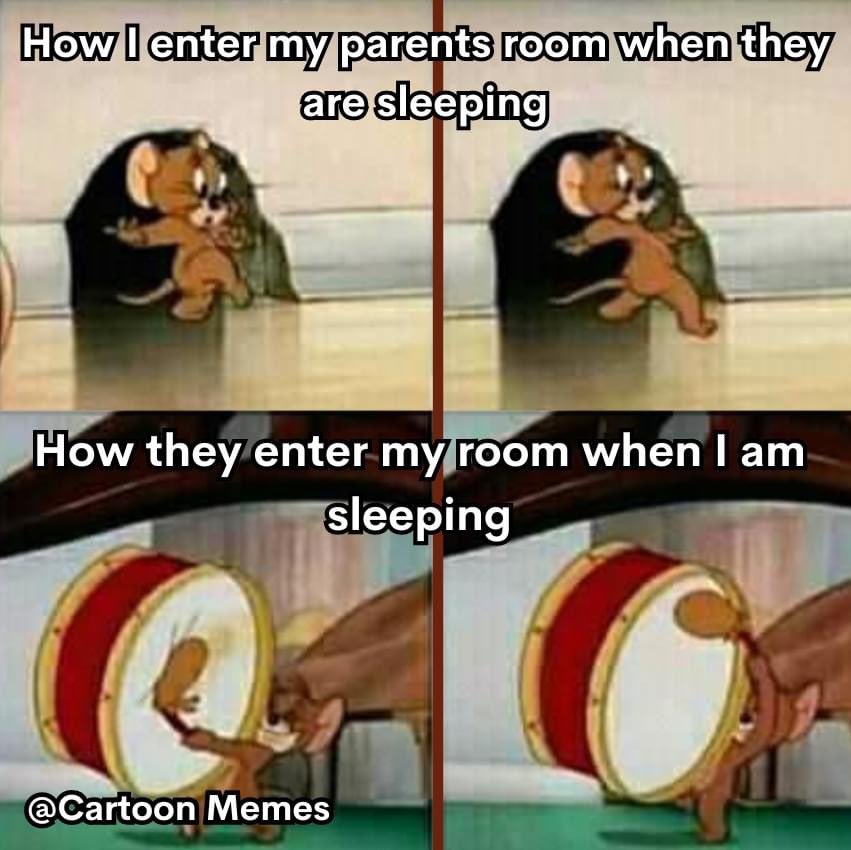 How I enter my parents room when they
are sleeping
How they enter my room when I am
sleeping
@Cartoon Memes